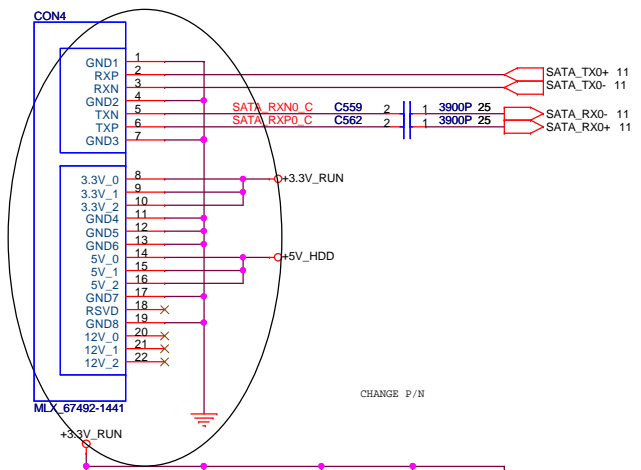 CON4
GND1 1
RXP 2 SATA_TX0+ 11
RXN 3 SATA_TX0- 11
GND2 4
TXN 5 SATA_RXN0_C C559 2 1 3900P 25 SATA_RX0- 11
TXP 6 SATA_RXP0_C C562 2 1 3900P 25 SATA_RX0+ 11
GND3 7
3.3V_0 8 +3.3V_RUN
3.3V_1 9
3.3V_2 10
GND4 11
GND5 12
GND6 13
5V_0 14 +5V_HDD
5V_1 15
5V_2 16
GND7 17
RSVD 18
GND8 19
12V_0 20
12V_1 21
12V_2 22
CHANGE P/N
MLX_67492-1441
+3.3V_RUN